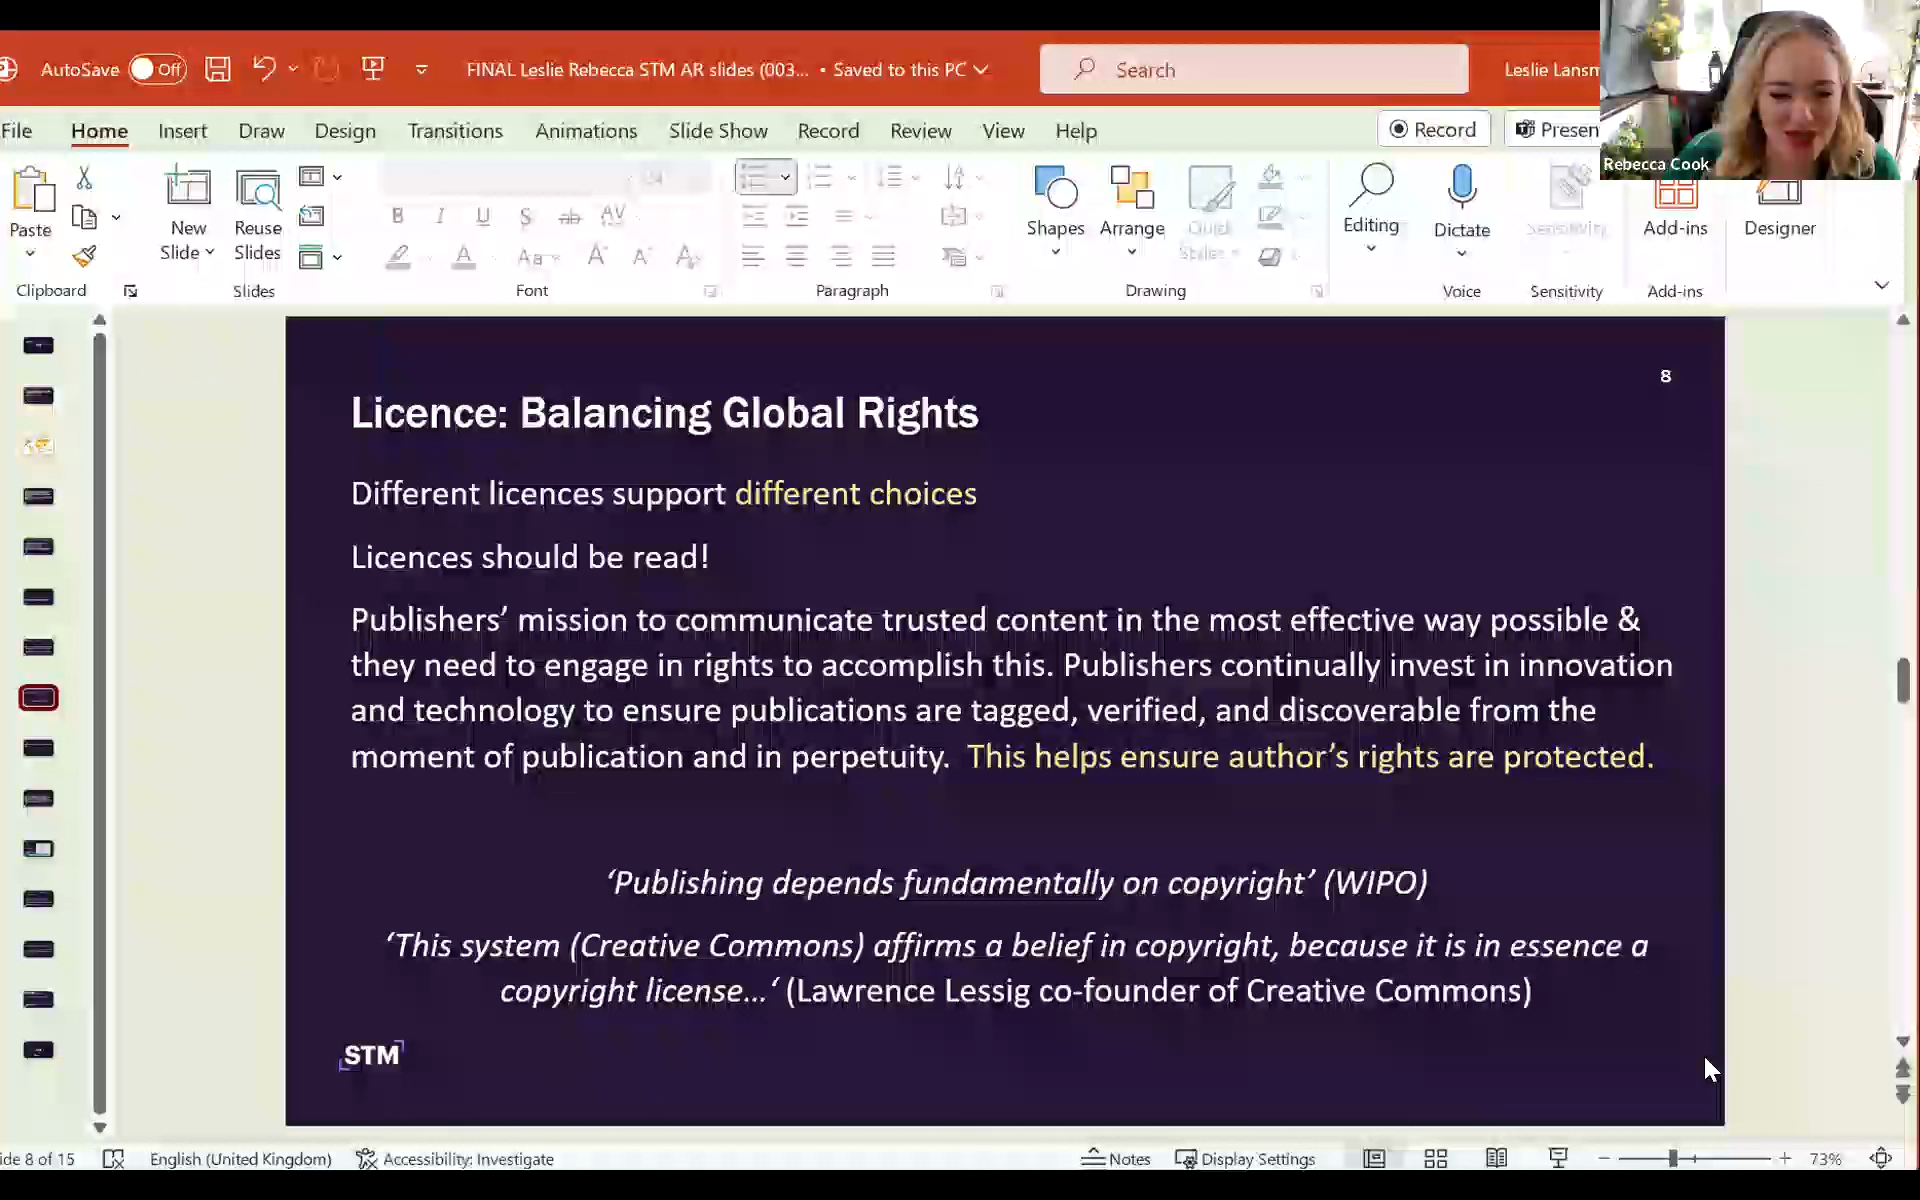 AutoSave Off FINAL Leslie Rebecca STM AR slides (003... • Saved to this PC Search Leslie Lansm
File Home Insert Draw Design Transitions Animations Slide Show Record Review View Help Record Presen
Rebecca Cook
Paste New Slide Reuse Slides Shapes Arrange Quick Styles Editing Dictate Sensitivity Add-ins Designer
Clipboard Slides Font Paragraph Drawing Voice Sensitivity Add-ins
8
Licence: Balancing Global Rights
Different licences support different choices
Licences should be read!
Publishers’ mission to communicate trusted content in the most effective way possible &
they need to engage in rights to accomplish this. Publishers continually invest in innovation
and technology to ensure publications are tagged, verified, and discoverable from the
moment of publication and in perpetuity. This helps ensure author’s rights are protected.
‘Publishing depends fundamentally on copyright’ (WIPO)
‘This system (Creative Commons) affirms a belief in copyright, because it is in essence a
copyright license...‘ (Lawrence Lessig co-founder of Creative Commons)
STM
ide 8 of 15 English (United Kingdom) Accessibility: Investigate Notes Display Settings 73%